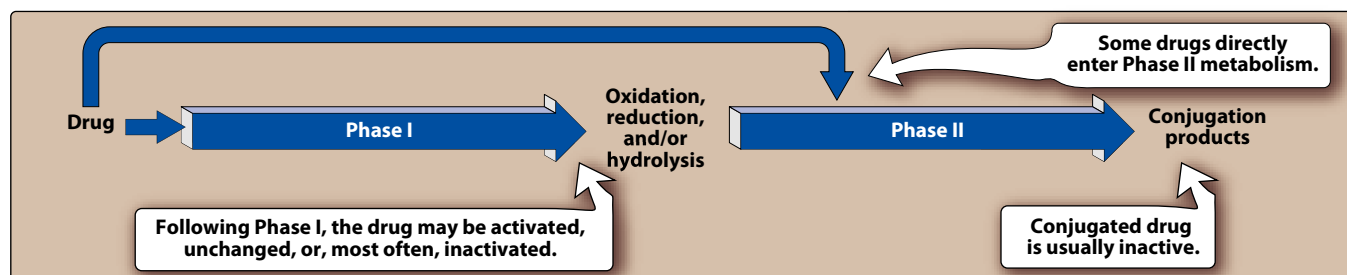 Some drugs directly
enter Phase II metabolism.
Drug
Phase I
Oxidation,
reduction,
and/or
hydrolysis
Phase II
Conjugation
products
Following Phase I, the drug may be activated,
unchanged, or, most often, inactivated.
Conjugated drug
is usually inactive.